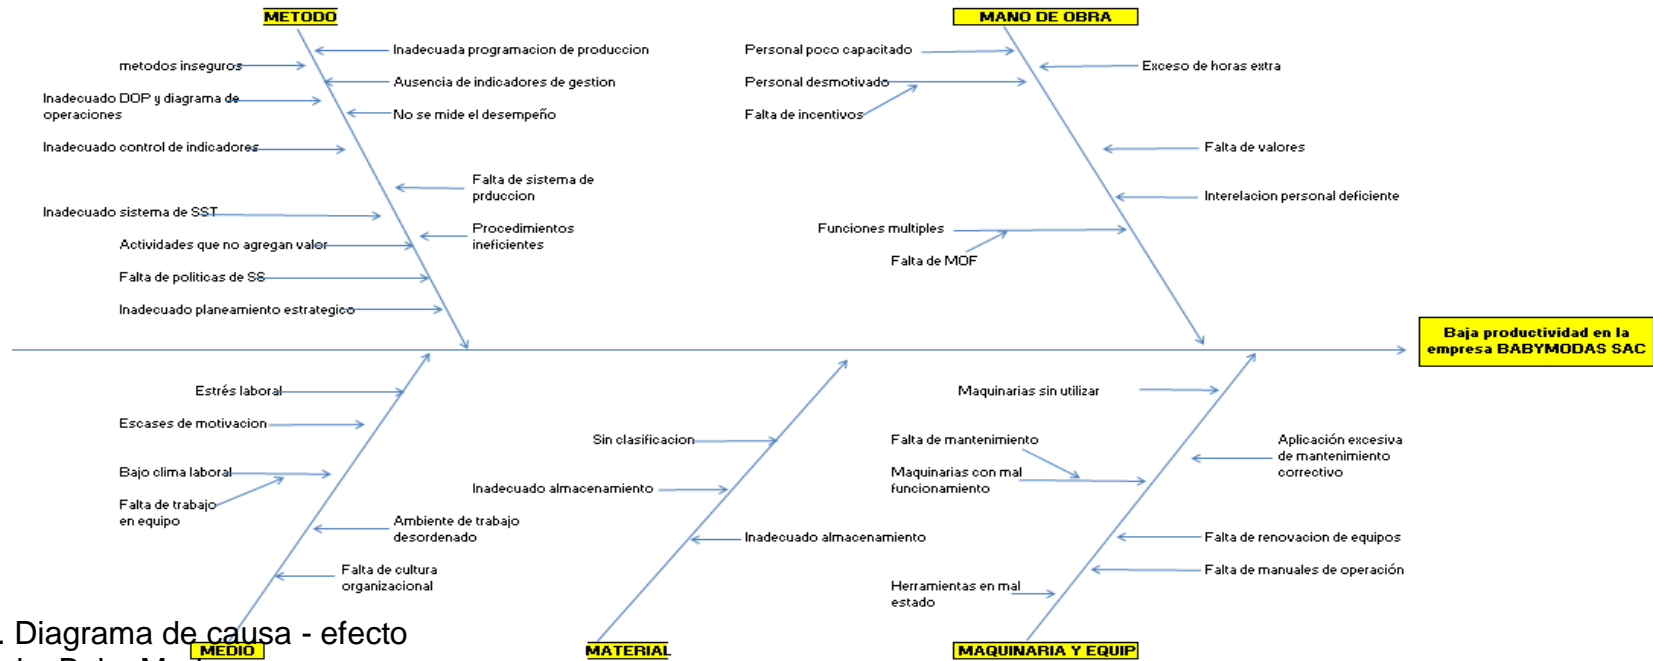 METODO
Inadecuada programacion de produccion
metodos inseguros
Ausencia de indicadores de gestion
Inadecuado DOP y diagrama de
operaciones
No se mide el desempeño
Inadecuado control de indicadores
Falta de sistema de
prduccion
Inadecuado sistema de SST
Procedimientos
ineficientes
Actividades que no agregan valor
Falta de politicas de SS
Inadecuado planeamiento estrategico
MANO DE OBRA
Personal poco capacitado
Exceso de horas extra
Personal desmotivado
Falta de incentivos
Falta de valores
Interelacion personal deficiente
Funciones multiples
Falta de MOF
Baja productividad en la
empresa BABYMODAS SAC
Estrés laboral
Escases de motivacion
Bajo clima laboral
Falta de trabajo
en equipo
Ambiente de trabajo
desordenado
Falta de cultura
organizacional
MEDIO
Sin clasificacion
Inadecuado almacenamiento
Inadecuado almacenamiento
MATERIAL
Maquinarias sin utilizar
Falta de mantenimiento
Aplicación excesiva
de mantenimiento
correctivo
Maquinarias con mal
funcionamiento
Falta de renovacion de equipos
Falta de manuales de operación
Herramientas en mal
estado
MAQUINARIA Y EQUIP
. Diagrama de causa - efecto